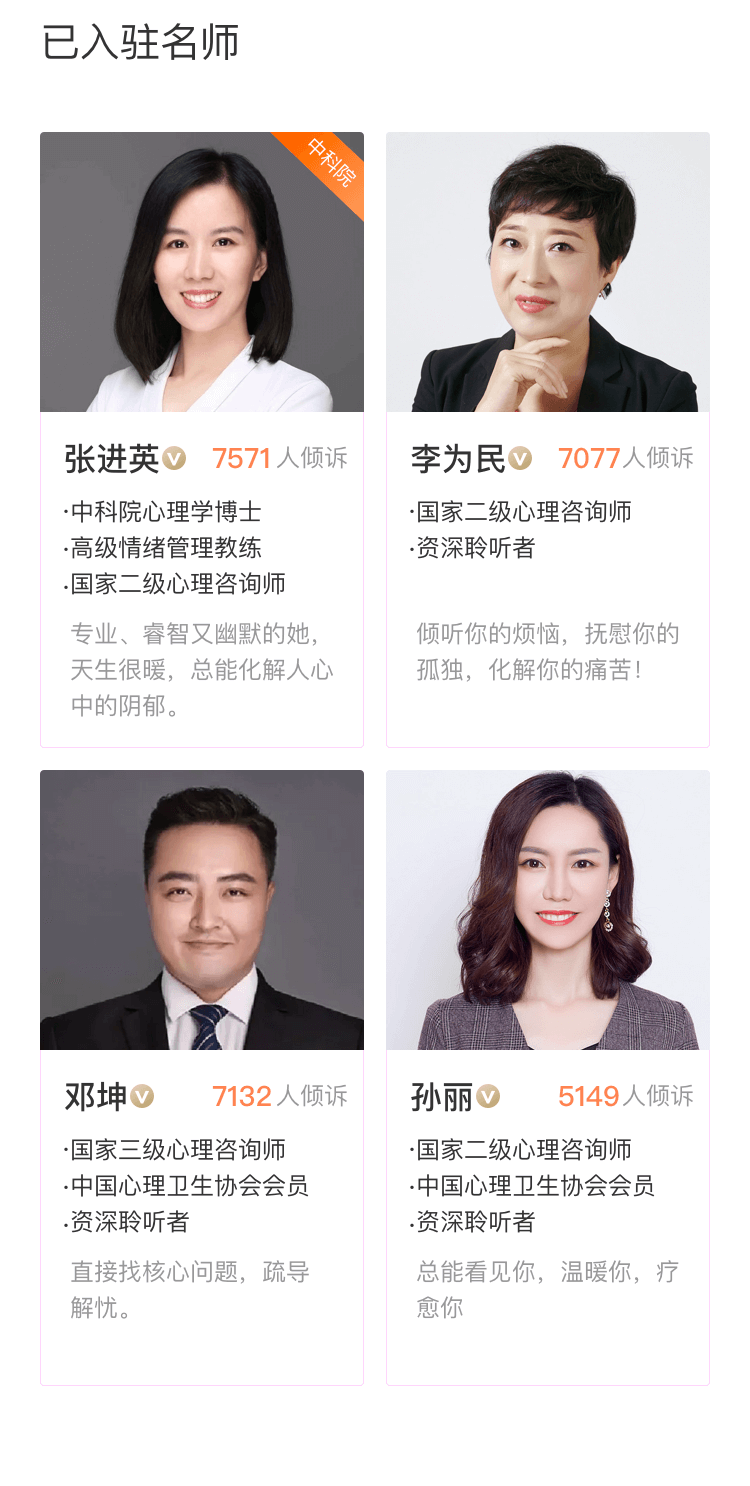 已入驻名师
中科院
张进英 7571 人倾诉
·中科院心理学博士
·高级情绪管理教练
·国家二级心理咨询师
专业、睿智又幽默的她，
天生很暖，总能化解人心
中的阴郁。
李为民 7077人倾诉
·国家二级心理咨询师
·资深聆听者
倾听你的烦恼，抚慰你的
孤独，化解你的痛苦！
邓坤 7132 人倾诉
·国家三级心理咨询师
·中国心理卫生协会会员
·资深聆听者
直接找核心问题，疏导
解忧。
孙丽 5149人倾诉
·国家二级心理咨询师
·中国心理卫生协会会员
·资深聆听者
总能看见你，温暖你，疗
愈你